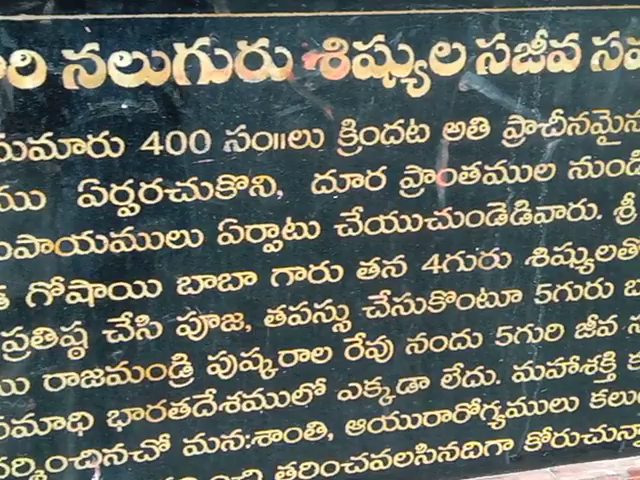 రి నలుగురు శిష్యుల సజీవ
సుమారు 400 సం॥లు క్రిందట అతి ప్రాచీనమైన
ము ఏర్పరచుకొని, దూర ప్రాంతముల నుండి
పాయములు ఏర్పాటు చేయుచుండెడివారు. శ్రీ
గోషాయి బాబా గారు తన 4గురు శిష్యులతో
ప్రతిష్ఠ చేసి పూజ, తపస్సు చేసుకొంటూ 5గురు
రాజమండ్రి పుష్కరాల రేవు నందు 5గురి జీవ
సమాధి భారతదేశములో ఎక్కడా లేదు. మహాశక్తి
దర్శించినచో మన:శాంతి, ఆయురారోగ్యములు
తరించవలసినదిగా కోరుచున్నా